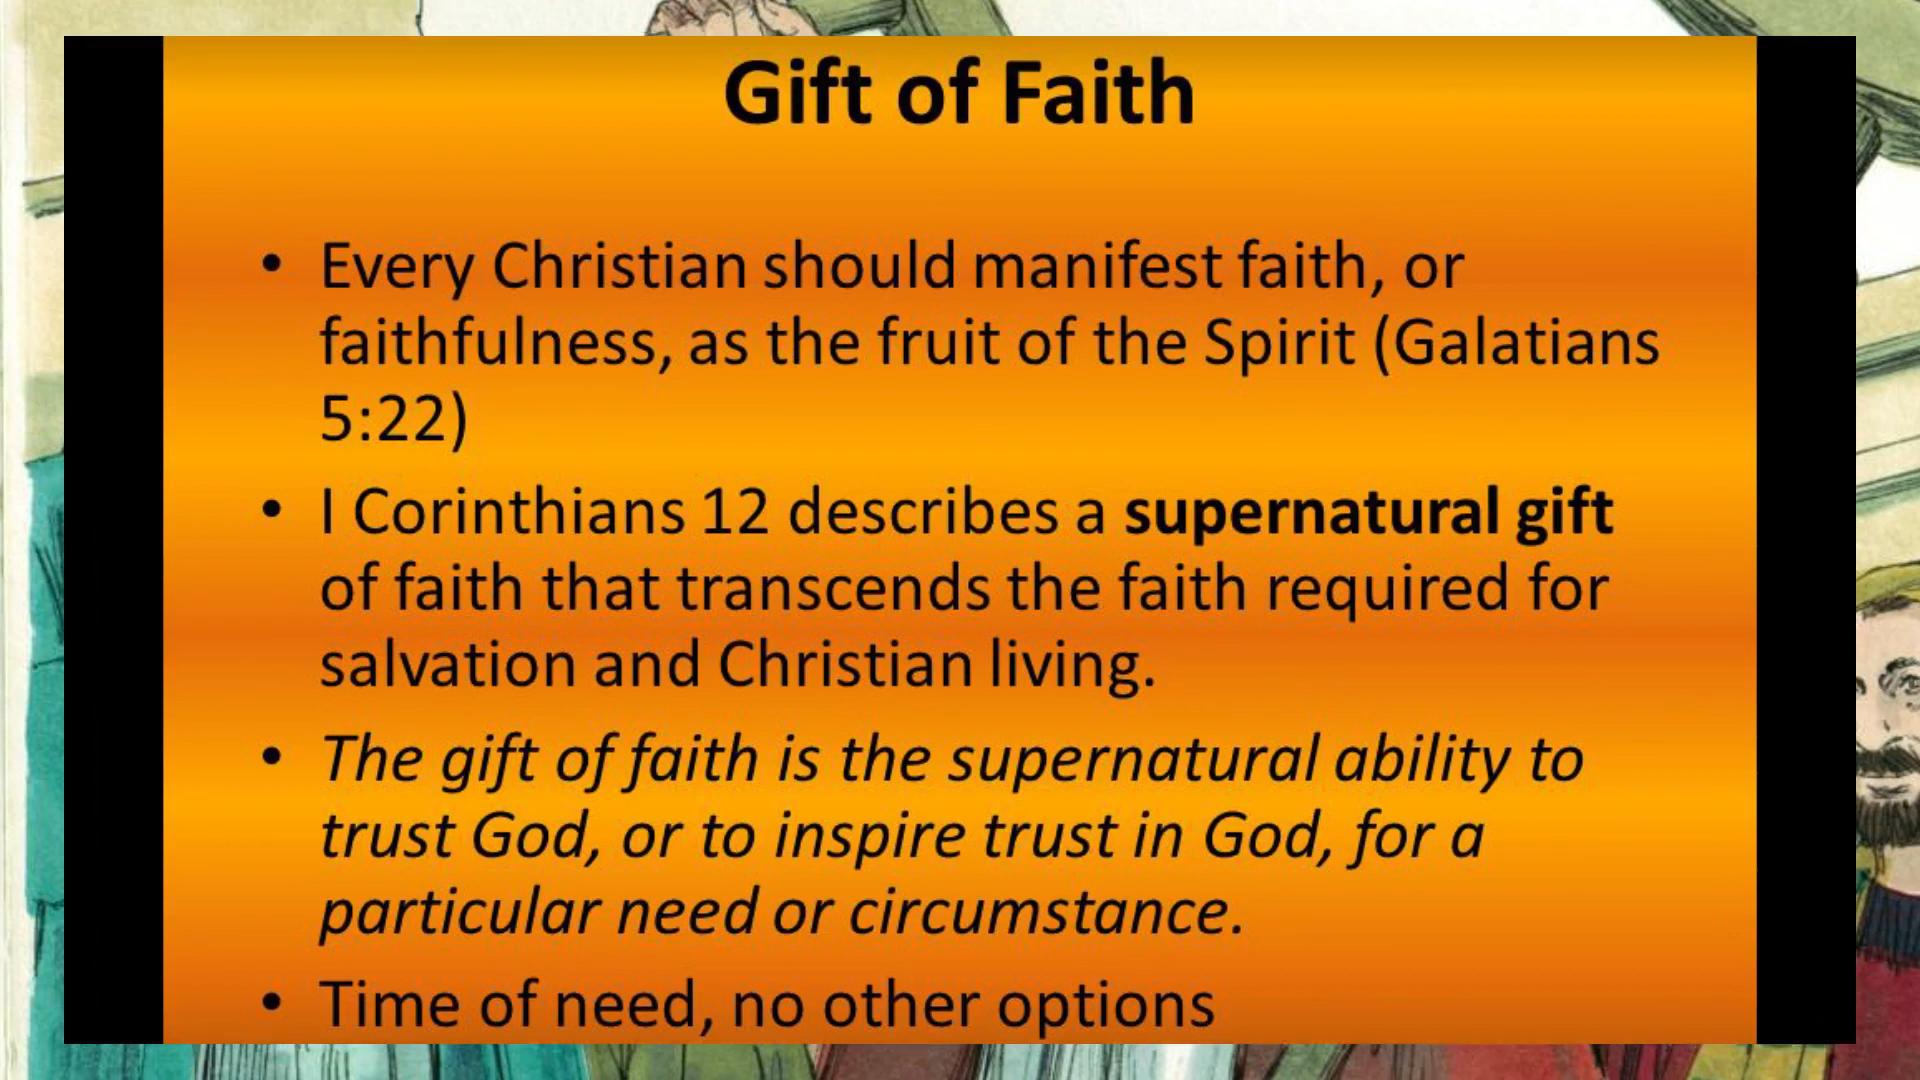 Gift of Faith
• Every Christian should manifest faith, or
faithfulness, as the fruit of the Spirit (Galatians
5:22)
• I Corinthians 12 describes a supernatural gift
of faith that transcends the faith required for
salvation and Christian living.
• The gift of faith is the supernatural ability to
trust God, or to inspire trust in God, for a
particular need or circumstance.
• Time of need, no other options